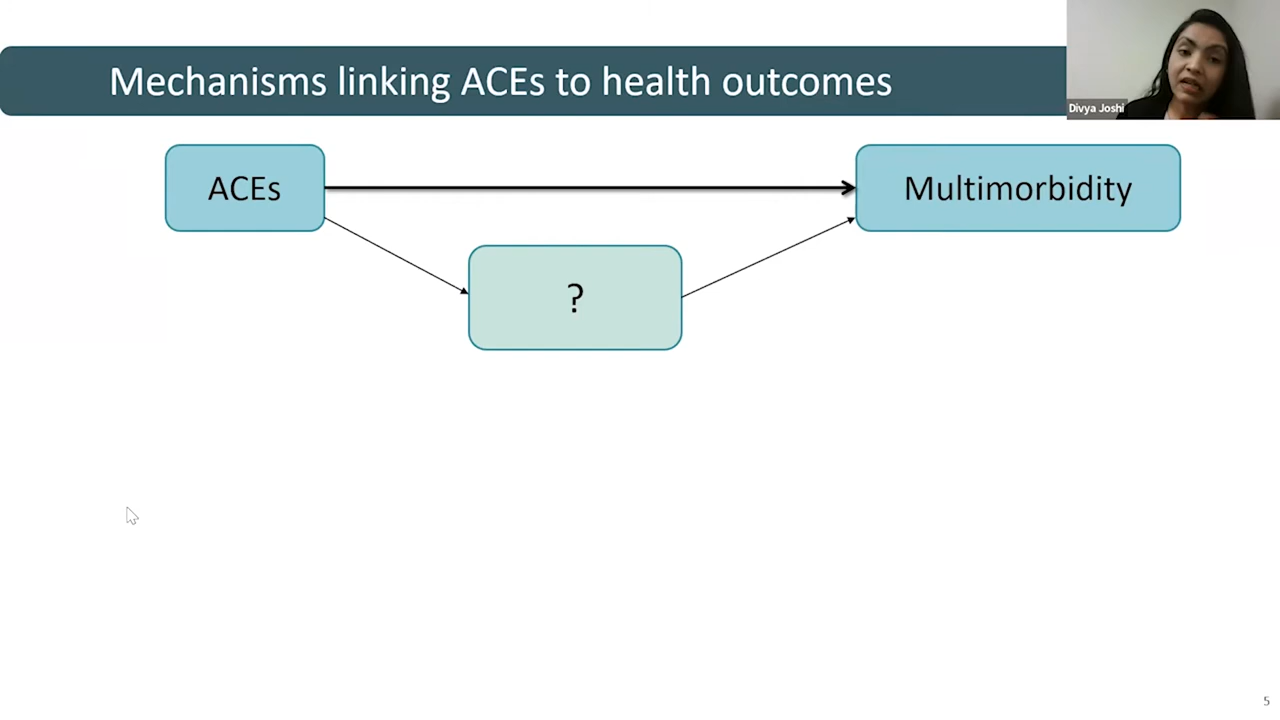 Mechanisms linking ACEs to health outcomes
Divya Joshi
ACEs
Multimorbidity
?
5